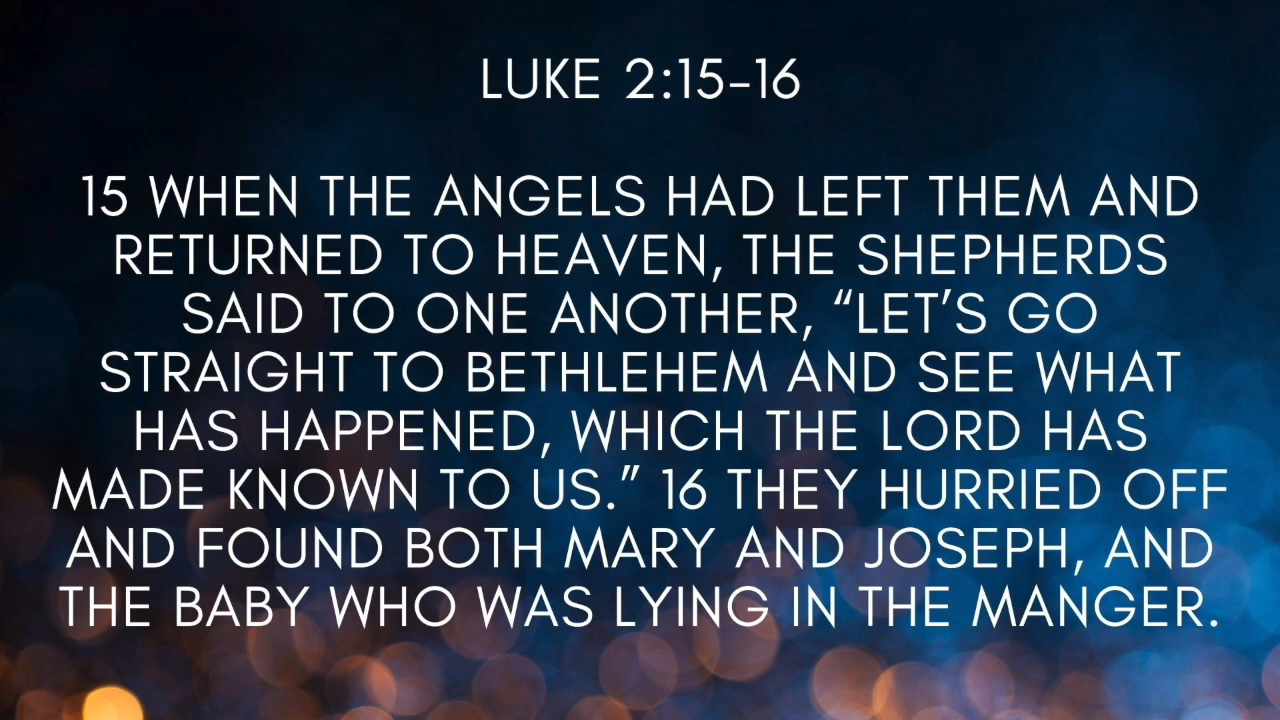 LUKE 2:15-16
15 WHEN THE ANGELS HAD LEFT THEM AND
RETURNED TO HEAVEN, THE SHEPHERDS
SAID TO ONE ANOTHER, “LET’S GO
STRAIGHT TO BETHLEHEM AND SEE WHAT
HAS HAPPENED, WHICH THE LORD HAS
MADE KNOWN TO US.” 16 THEY HURRIED OFF
AND FOUND BOTH MARY AND JOSEPH, AND
THE BABY WHO WAS LYING IN THE MANGER.